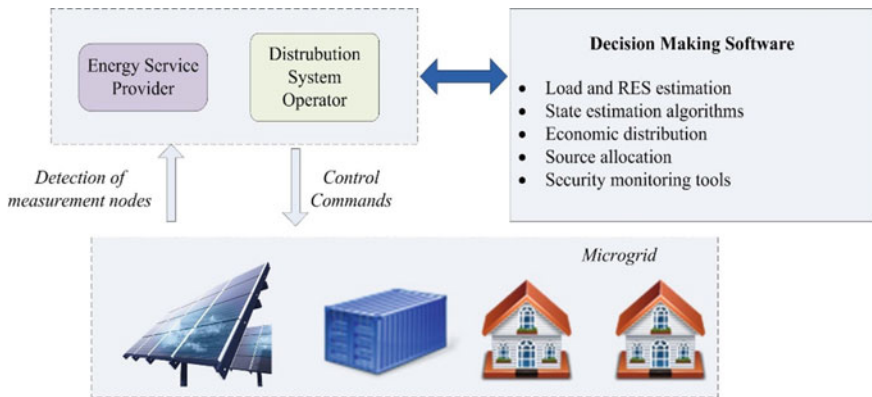 Energy Service
Provider
Distrubution
System
Operator
Decision Making Software
• Load and RES estimation
• State estimation algorithms
• Economic distribution
• Source allocation
• Security monitoring tools
Detection of
measurement nodes
Control
Commands
Microgrid